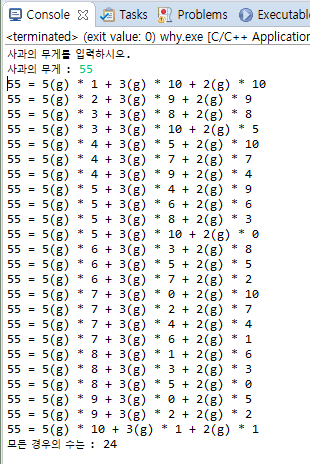 Console Tasks Problems Executabl
<terminated> (exit value: 0) why.exe [C/C++ Application
사과의 무게를 입력하시오.
사과의 무게 : 55
55 = 5(g) * 1 + 3(g) * 10 + 2(g) * 10
55 = 5(g) * 2 + 3(g) * 9 + 2(g) * 9
55 = 5(g) * 3 + 3(g) * 8 + 2(g) * 8
55 = 5(g) * 3 + 3(g) * 10 + 2(g) * 5
55 = 5(g) * 4 + 3(g) * 5 + 2(g) * 10
55 = 5(g) * 4 + 3(g) * 7 + 2(g) * 7
55 = 5(g) * 4 + 3(g) * 9 + 2(g) * 4
55 = 5(g) * 5 + 3(g) * 4 + 2(g) * 9
55 = 5(g) * 5 + 3(g) * 6 + 2(g) * 6
55 = 5(g) * 5 + 3(g) * 8 + 2(g) * 3
55 = 5(g) * 5 + 3(g) * 10 + 2(g) * 0
55 = 5(g) * 6 + 3(g) * 3 + 2(g) * 8
55 = 5(g) * 6 + 3(g) * 5 + 2(g) * 5
55 = 5(g) * 6 + 3(g) * 7 + 2(g) * 2
55 = 5(g) * 7 + 3(g) * 0 + 2(g) * 10
55 = 5(g) * 7 + 3(g) * 2 + 2(g) * 7
55 = 5(g) * 7 + 3(g) * 4 + 2(g) * 4
55 = 5(g) * 7 + 3(g) * 6 + 2(g) * 1
55 = 5(g) * 8 + 3(g) * 1 + 2(g) * 6
55 = 5(g) * 8 + 3(g) * 3 + 2(g) * 3
55 = 5(g) * 8 + 3(g) * 5 + 2(g) * 0
55 = 5(g) * 9 + 3(g) * 0 + 2(g) * 5
55 = 5(g) * 9 + 3(g) * 2 + 2(g) * 2
55 = 5(g) * 10 + 3(g) * 1 + 2(g) * 1
모든 경우의 수는 : 24